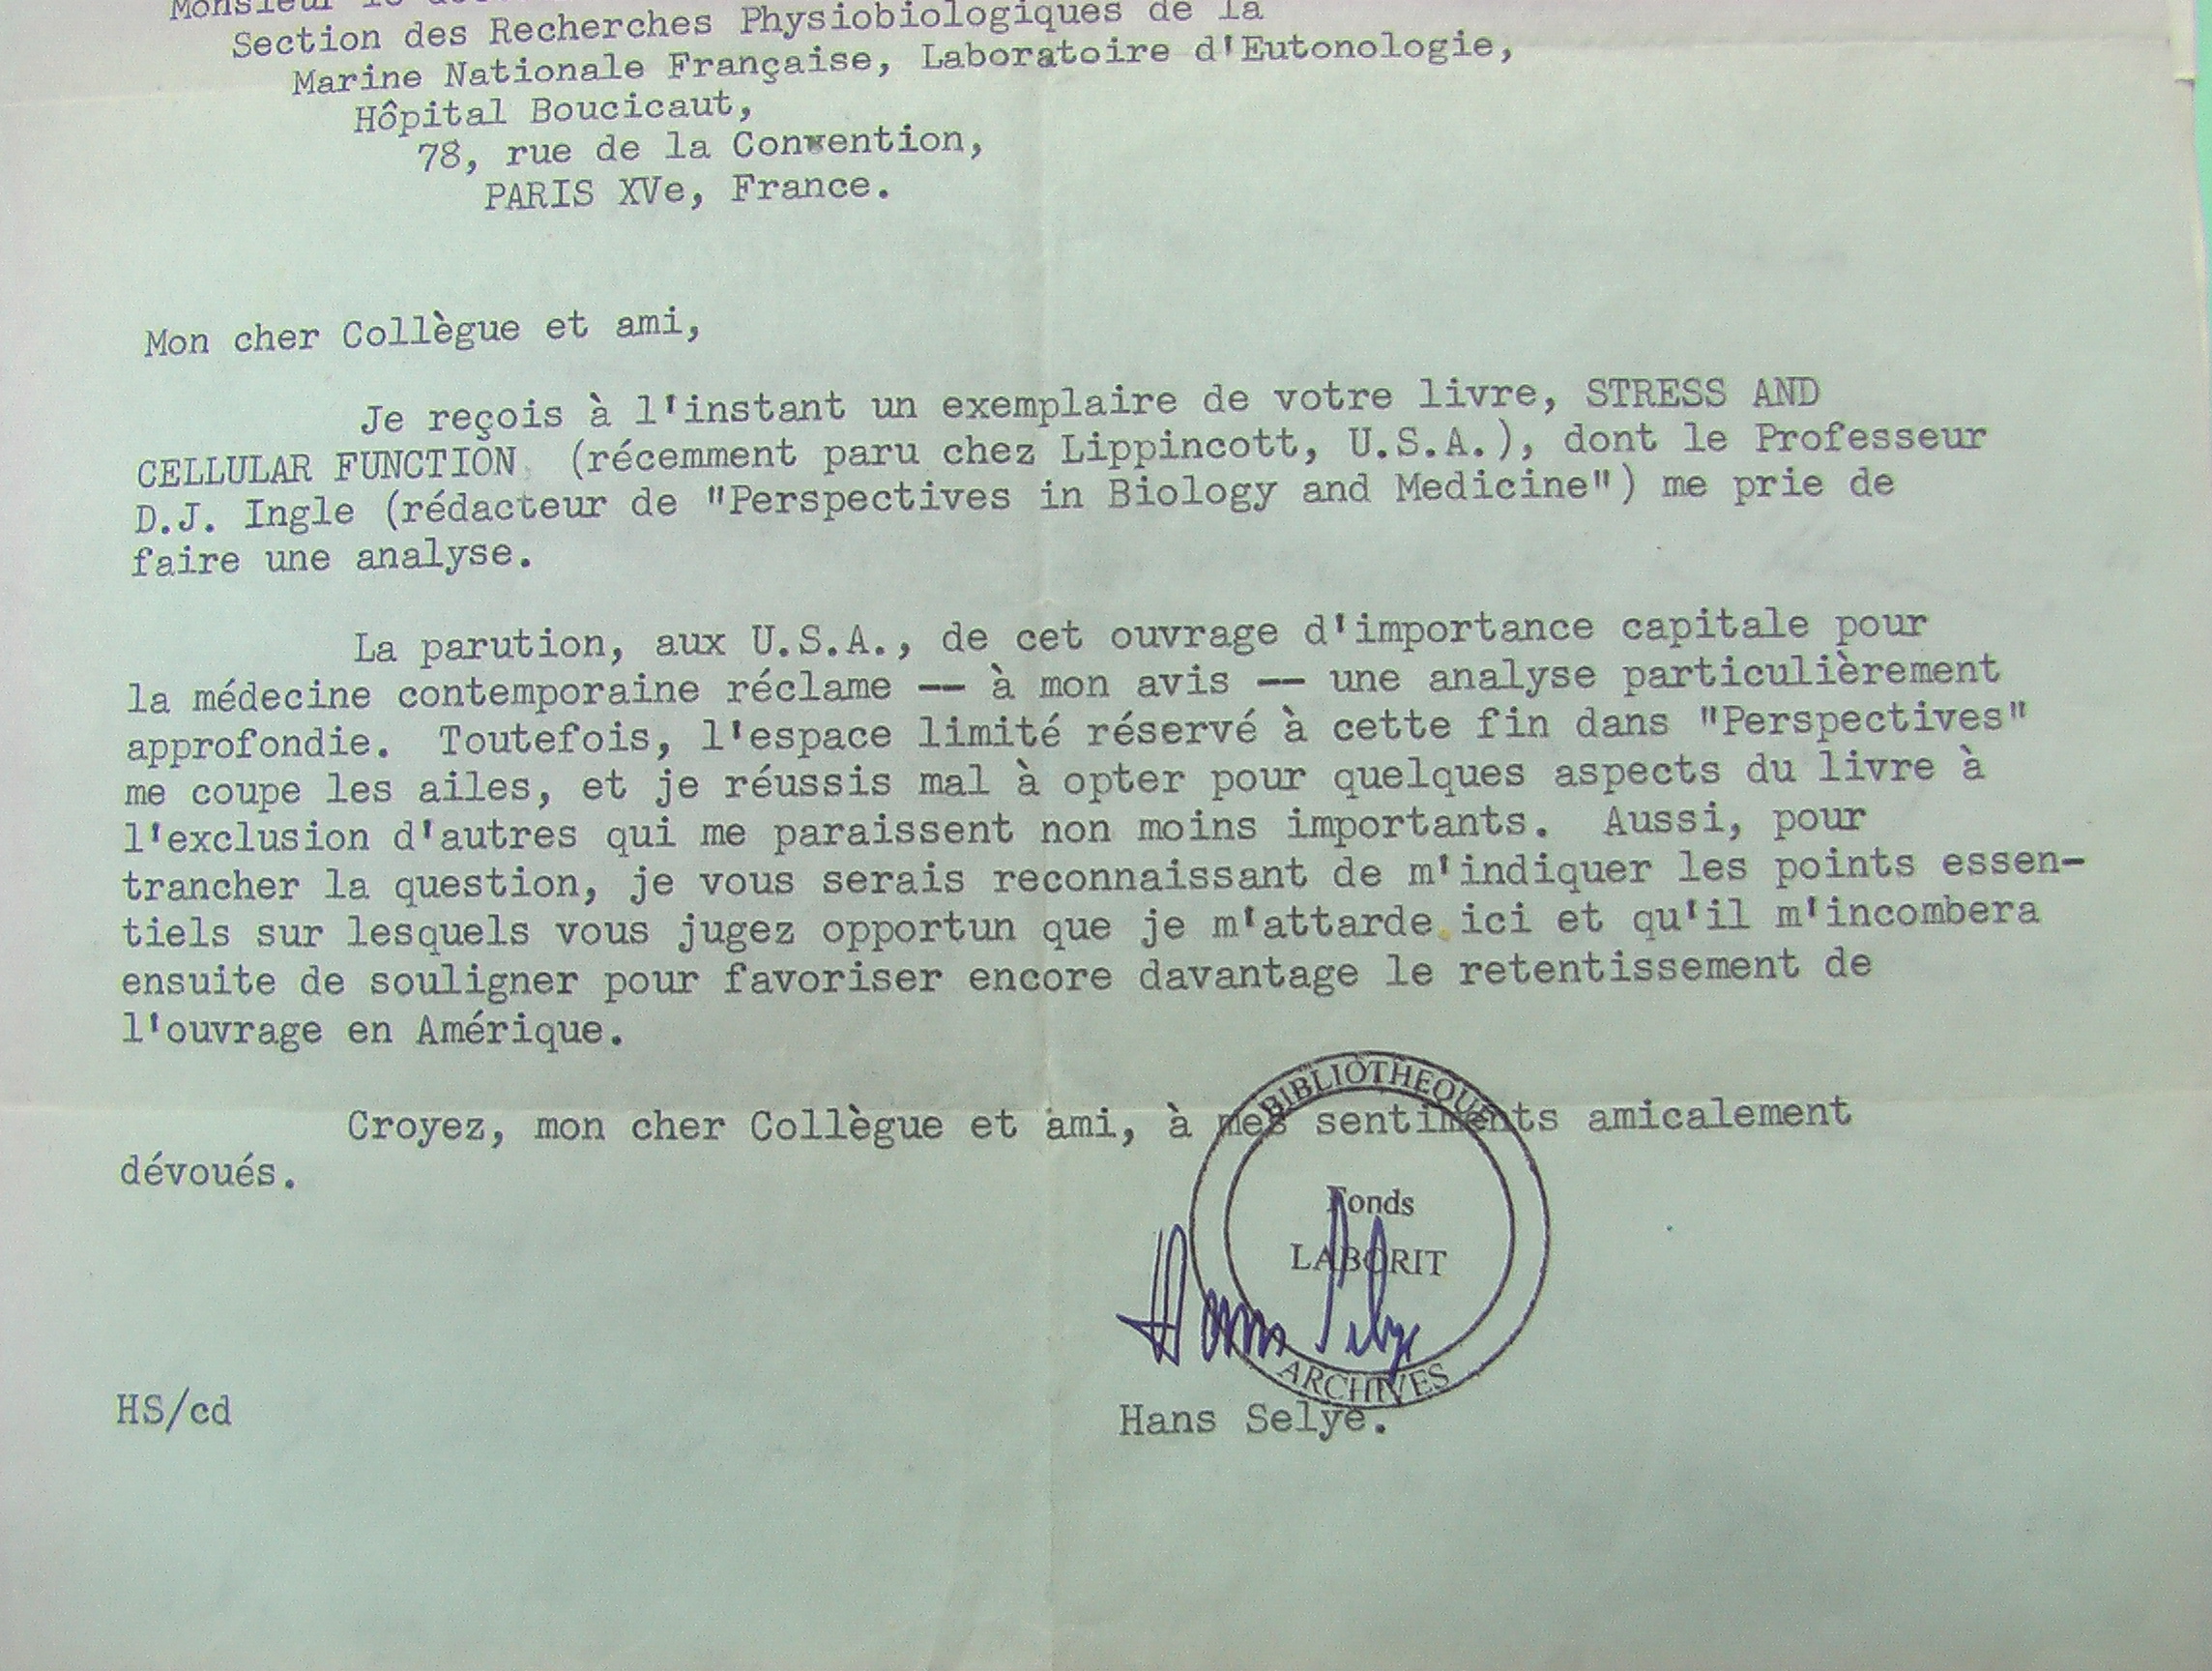 Monsieur le
Section des Recherches Physiobiologiques de la
Marine Nationale Française, Laboratoire d'Eutonologie,
Hôpital Boucicaut,
78, rue de la Convention,
PARIS XVe, France.
Mon cher Collègue et ami,
Je reçois à l'instant un exemplaire de votre livre, STRESS AND
CELLULAR FUNCTION (récemment paru chez Lippincott, U.S.A.), dont le Professeur
D.J. Ingle (rédacteur de "Perspectives in Biology and Medicine") me prie de
faire une analyse.
La parution, aux U.S.A., de cet ouvrage d'importance capitale pour
la médecine contemporaine réclame -- à mon avis -- une analyse particulièrement
approfondie. Toutefois, l'espace limité réservé à cette fin dans "Perspectives"
me coupe les ailes, et je réussis mal à opter pour quelques aspects du livre à
l'exclusion d'autres qui me paraissent non moins importants. Aussi, pour
trancher la question, je vous serais reconnaissant de m'indiquer les points essen-
tiels sur lesquels vous jugez opportun que je m'attarde ici et qu'il m'incombera
ensuite de souligner pour favoriser encore davantage le retentissement de
l'ouvrage en Amérique.
Croyez, mon cher Collègue et ami, à mes sentiments amicalement
dévoués.
BIBLIOTHEQUE
Fonds
LABORIT
ARCHIVES
Hans Selye
HS/cd
Hans Selye.